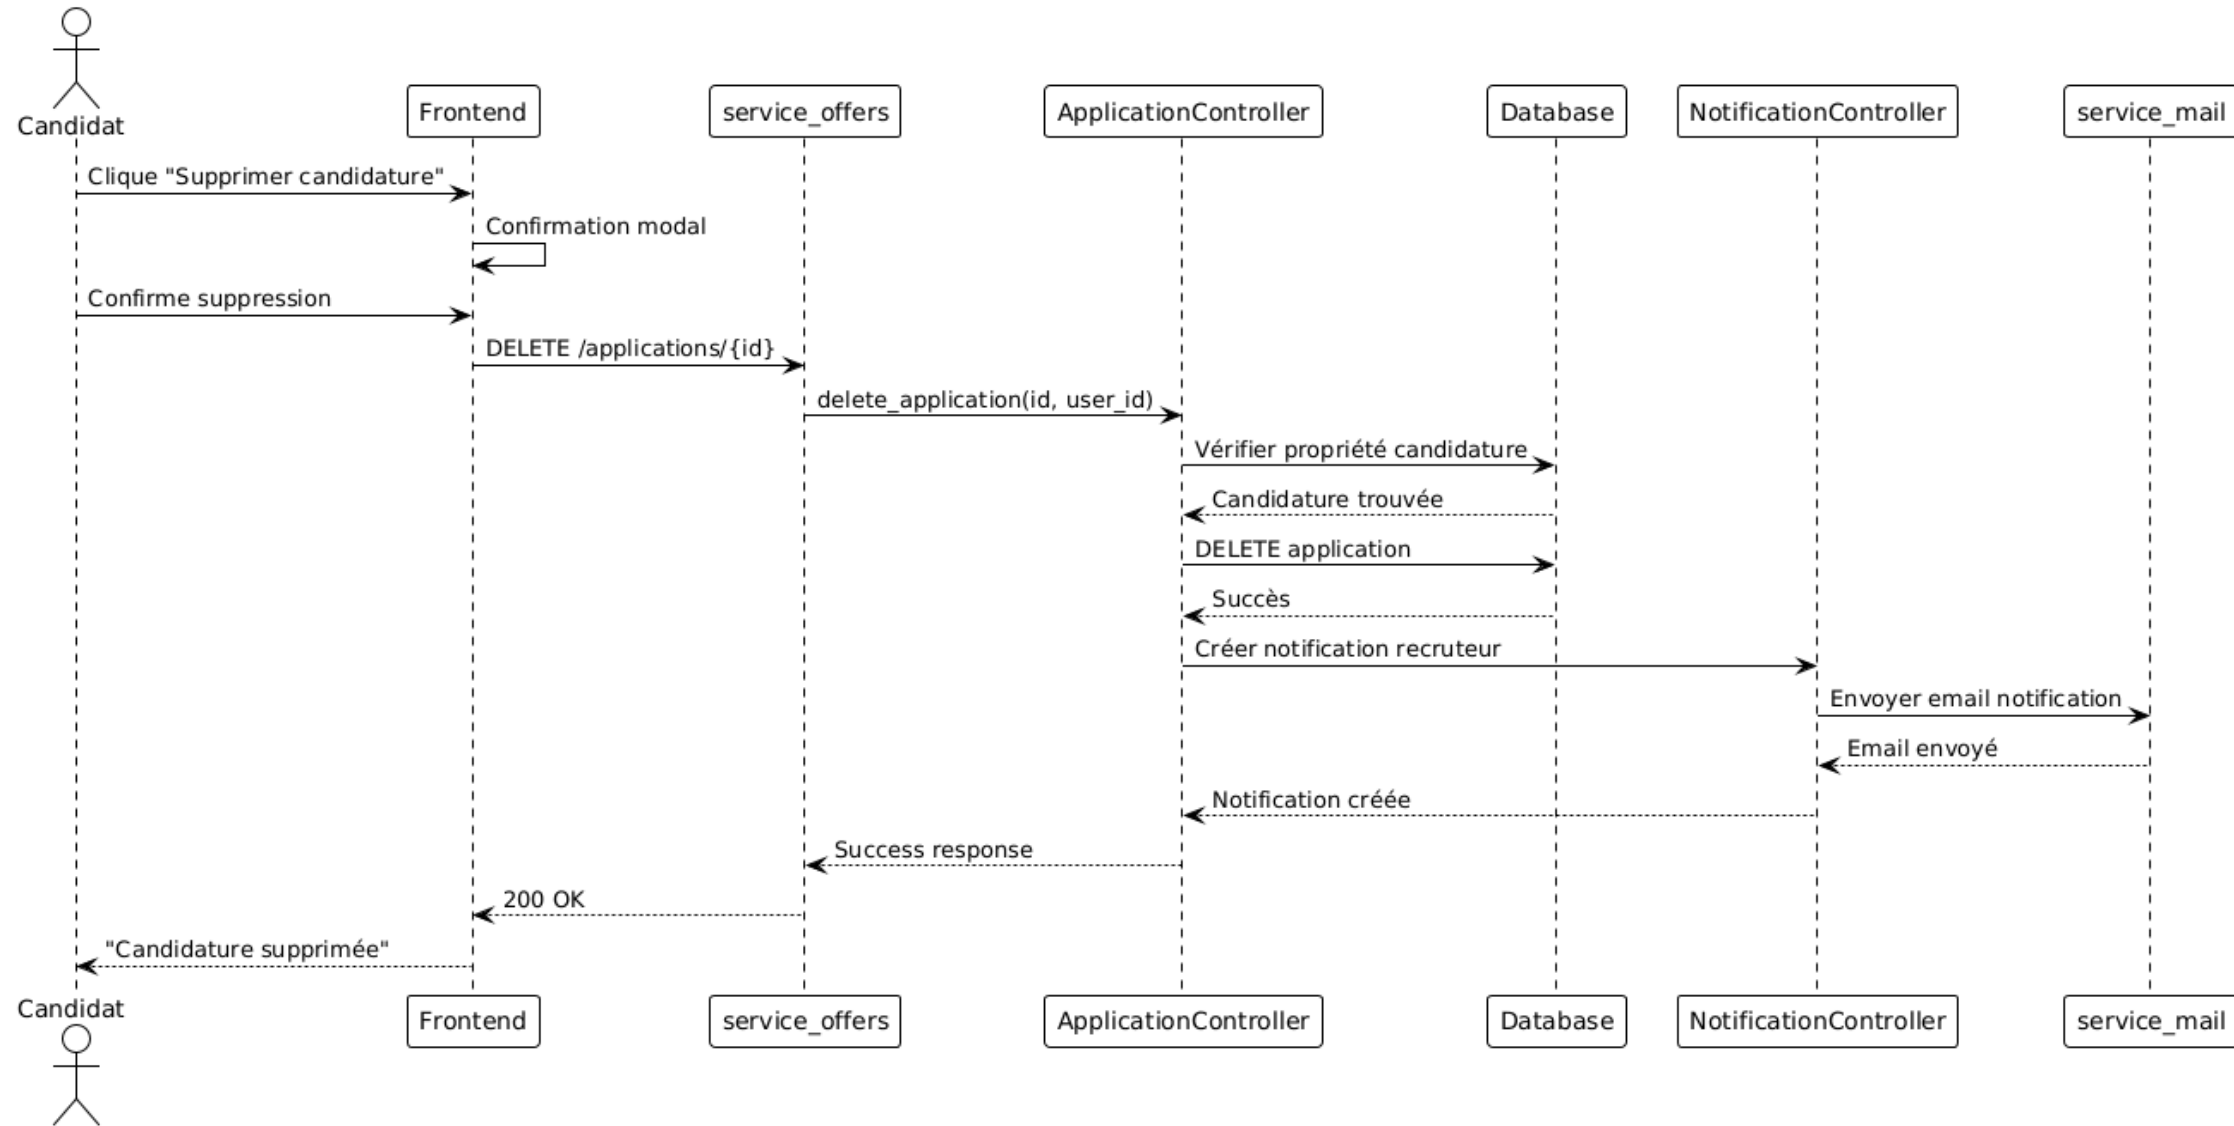 Candidat
Frontend
service_offers
ApplicationController
Database
NotificationController
service_mail
Clique "Supprimer candidature"
Confirmation modal
Confirme suppression
DELETE /applications/{id}
delete_application(id, user_id)
Vérifier propriété candidature
Candidature trouvée
DELETE application
Succès
Créer notification recruteur
Envoyer email notification
Email envoyé
Notification créée
Success response
200 OK
"Candidature supprimée"
Candidat
Frontend
service_offers
ApplicationController
Database
NotificationController
service_mail